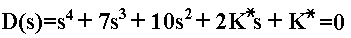 D(s)=s⁴ + 7s³ + 10s² + 2K*s + K* =0